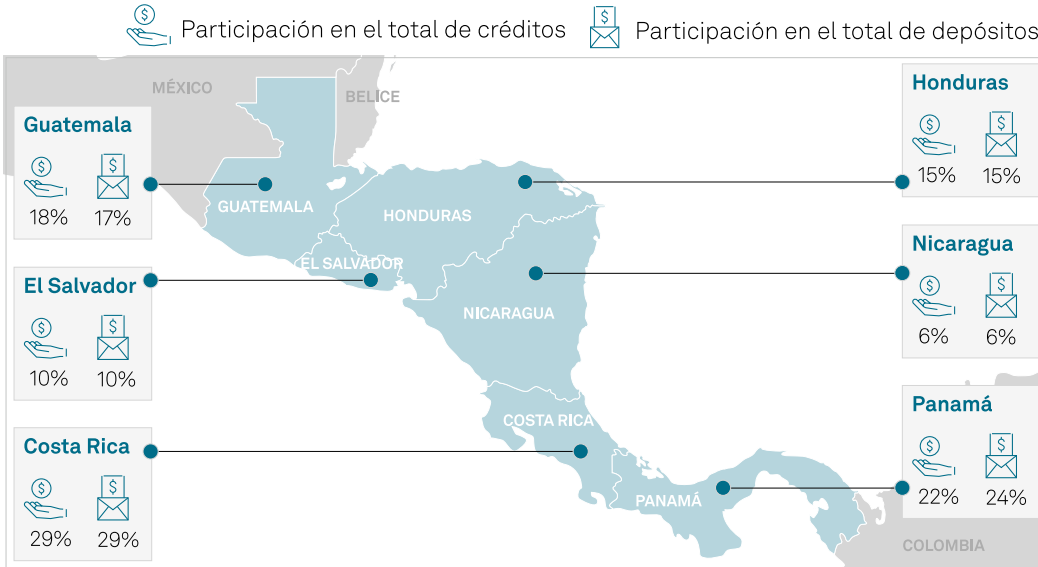 Participación en el total de créditos
Participación en el total de depósitos
MÉXICO
BELÍCE
Guatemala
$ $
18% 17%
GUATEMALA
HONDURAS
Honduras
$ $
15% 15%
El Salvador
$ $
10% 10%
EL SALVADOR
NICARAGUA
Nicaragua
$ $
6% 6%
Costa Rica
$ $
29% 29%
COSTA RICA
PANAMÁ
Panamá
$ $
22% 24%
COLOMBIA